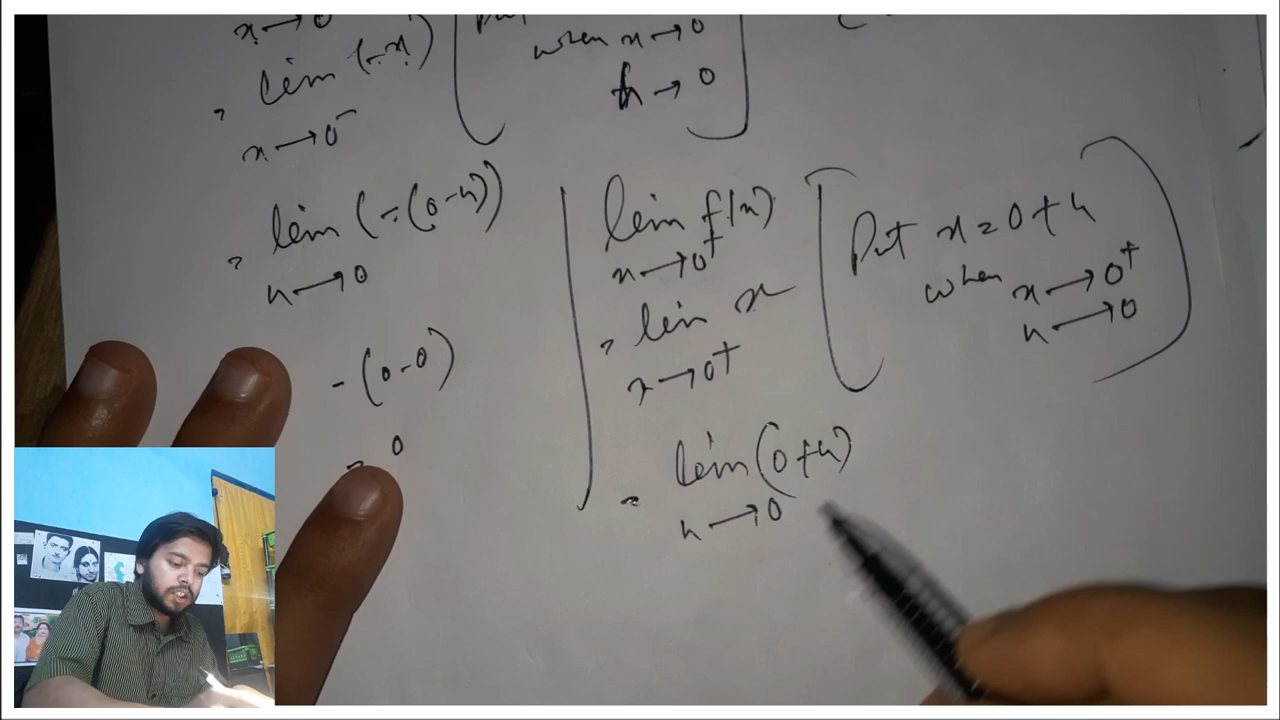 x → 0
Put
when x → 0
h → 0
= lim (-x)
x → 0⁻
= lim (-(0-h))
h → 0
- (0-0)
= 0
lim f(x)
x → 0⁺
= lim x
x → 0⁺
= lim (0+h)
h → 0
Put x = 0+h
when x → 0⁺
h → 0